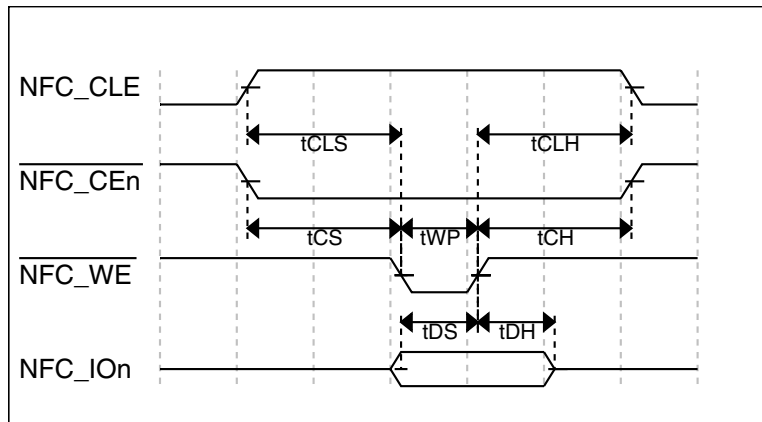 NFC_CLE
tCLS tCLH
NFC_CEn
tCS tWP tCH
NFC_WE
tDS tDH
NFC_IOn